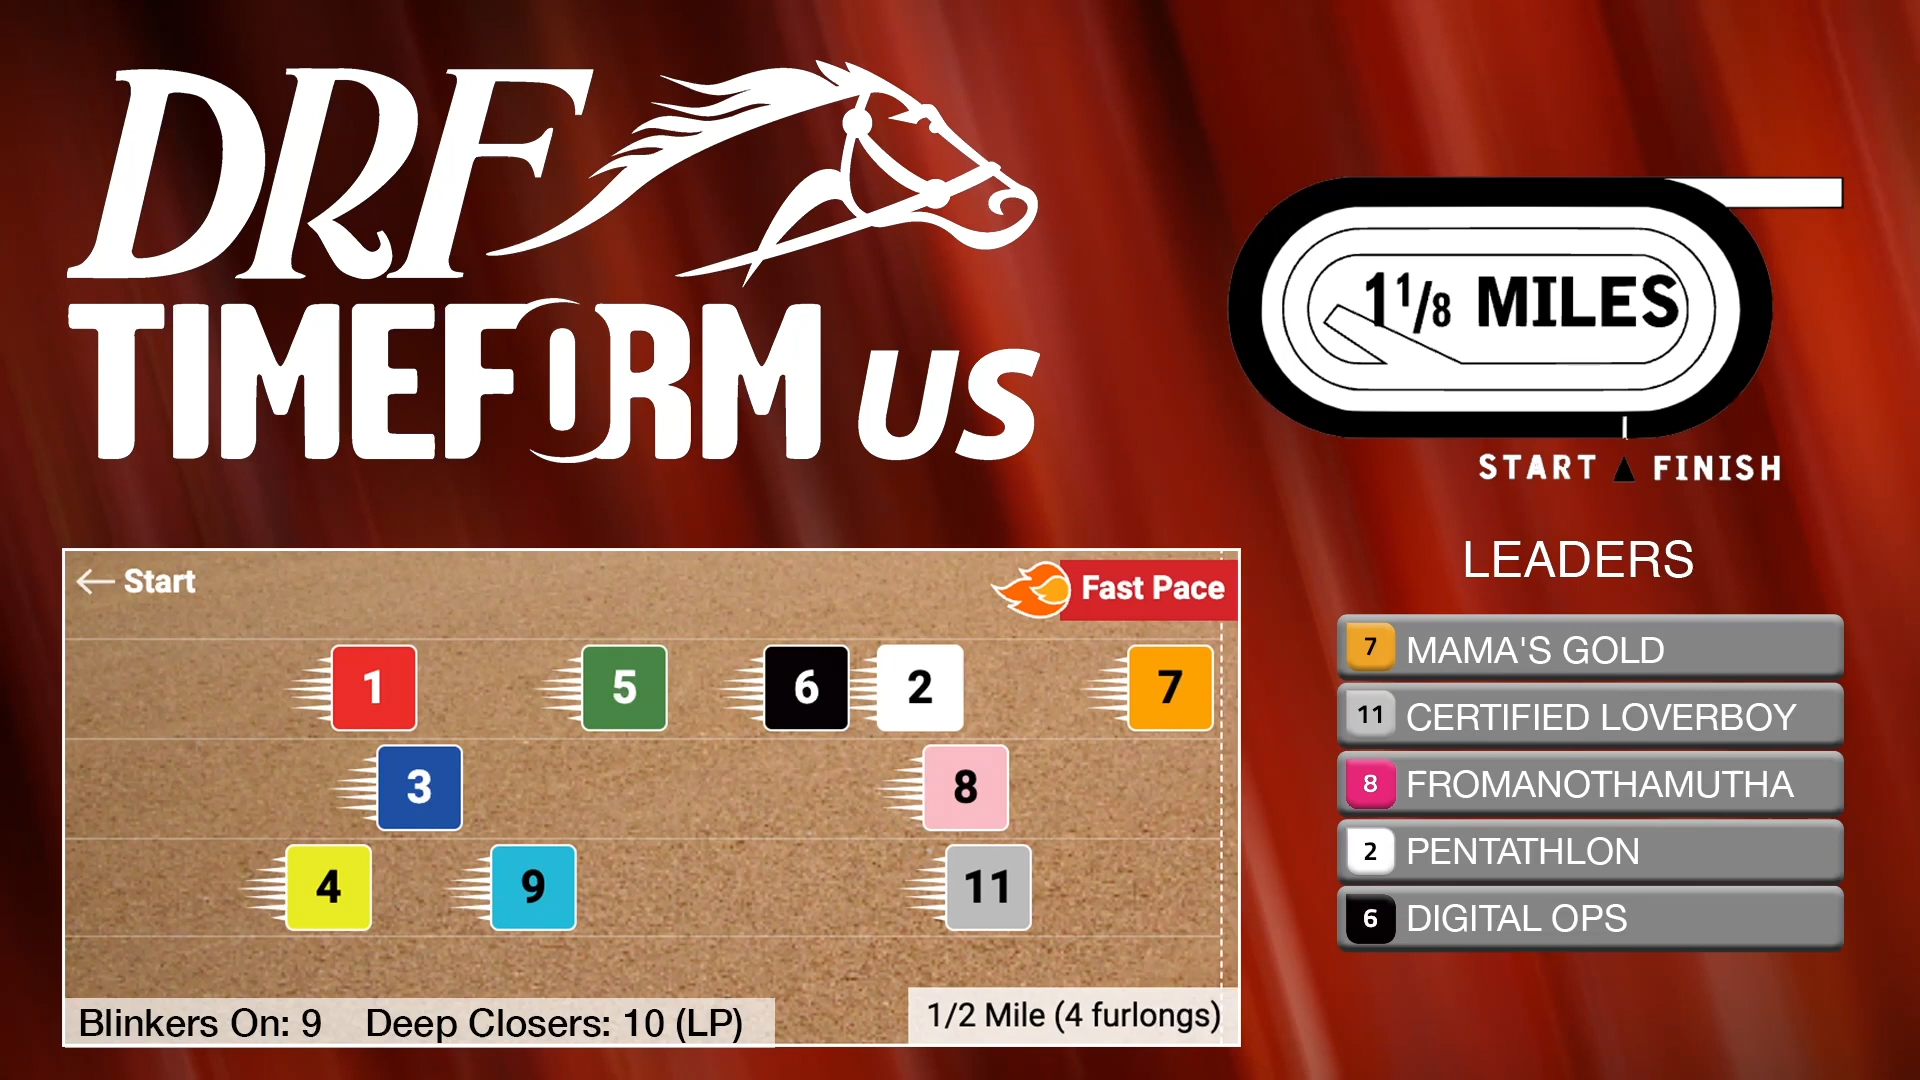 DRF
TIMEFORM US
1 1/8 MILES
START ▲ FINISH
← Start
Fast Pace
1 5 6 2 7
3 8
4 9 11
Blinkers On: 9 Deep Closers: 10 (LP)
1/2 Mile (4 furlongs)
LEADERS
7 MAMA'S GOLD
11 CERTIFIED LOVERBOY
8 FROMANOTHAMUTHA
2 PENTATHLON
6 DIGITAL OPS